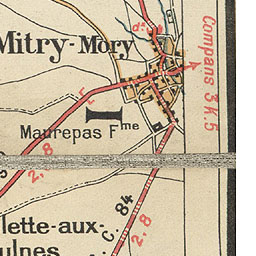 Mitry-Mory
Compans 3 k.5
I
Maurepas Fme
2,8
C. 84
2,8
lette-aux-
ulnes